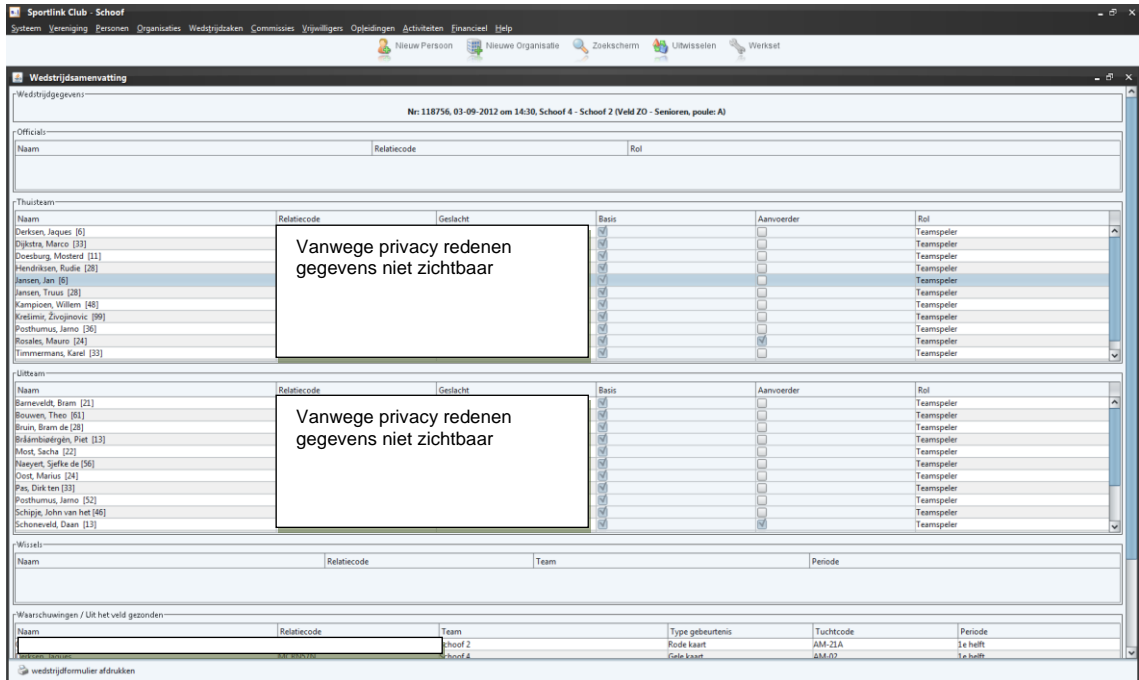 Sportlink Club - Schoof
Systeem Vereniging Personen Organisaties Wedstrijdzaken Commissies Vrijwilligers Opleidingen Activiteiten Financieel Help
Nieuw Persoon Nieuwe Organisatie Zoekscherm Uitwisselen Werkset
Wedstrijdsamenvatting
Wedstrijdgegevens
Nr: 118756, 03-09-2012 om 14:30, Schoof 4 - Schoof 2 (Veld ZO - Senioren, poule: A)
Officials
Naam Relatiecode Rol
Thuisteam
Naam Relatiecode Geslacht Basis Aanvoerder Rol
Derksen, Jaques [6] Teamspeler
Dijkstra, Marco [33] Teamspeler
Doesburg, Mosterd [11] Teamspeler
Hendriksen, Rudie [28] Teamspeler
Jansen, Jan [6] Teamspeler
Jansen, Truus [28] Teamspeler
Kampioen, Willem [48] Teamspeler
Krešimir, Živojinovic [99] Teamspeler
Posthumus, Jarno [36] Teamspeler
Rosales, Mauro [24] Teamspeler
Timmermans, Karel [33] Teamspeler
Vanwege privacy redenen
gegevens niet zichtbaar
Uitteam
Naam Relatiecode Geslacht Basis Aanvoerder Rol
Barneveldt, Bram [21] Teamspeler
Bouwen, Theo [61] Teamspeler
Bruin, Bram de [28] Teamspeler
Bråámbiøérgèn, Piet [13] Teamspeler
Most, Sacha [22] Teamspeler
Naeyert, Sjefke de [56] Teamspeler
Oost, Marius [24] Teamspeler
Pas, Dirk ten [33] Teamspeler
Posthumus, Jarno [52] Teamspeler
Schipje, John van het [46] Teamspeler
Schoneveld, Daan [13] Teamspeler
Vanwege privacy redenen
gegevens niet zichtbaar
Wissels
Naam Relatiecode Team Periode
Waarschuwingen / Uit het veld gezonden
Naam Relatiecode Team Type gebeurtenis Tuchtcode Periode
Schoof 2 Rode kaart AM-21A 1e helft
Derksen, Jaques Schoof 4 Gele kaart AM-02 1e helft
wedstrijdformulier afdrukken